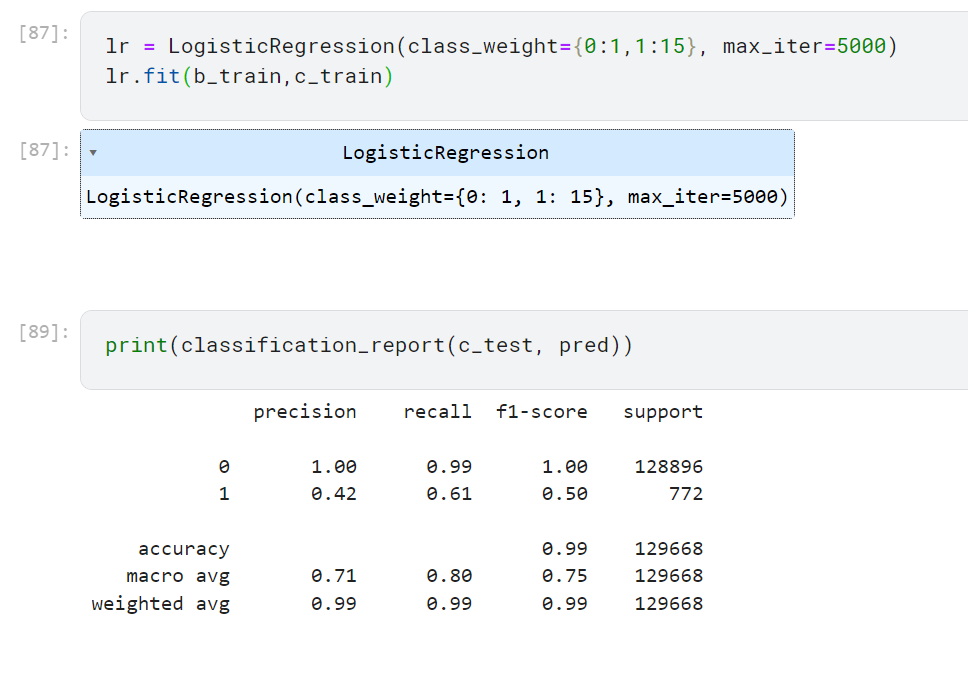 [87]:
lr = LogisticRegression(class_weight={0:1,1:15}, max_iter=5000)
lr.fit(b_train,c_train)
[87]:
▾ LogisticRegression
LogisticRegression(class_weight={0: 1, 1: 15}, max_iter=5000)
[89]:
print(classification_report(c_test, pred))
precision recall f1-score support
0 1.00 0.99 1.00 128896
1 0.42 0.61 0.50 772
accuracy 0.99 129668
macro avg 0.71 0.80 0.75 129668
weighted avg 0.99 0.99 0.99 129668